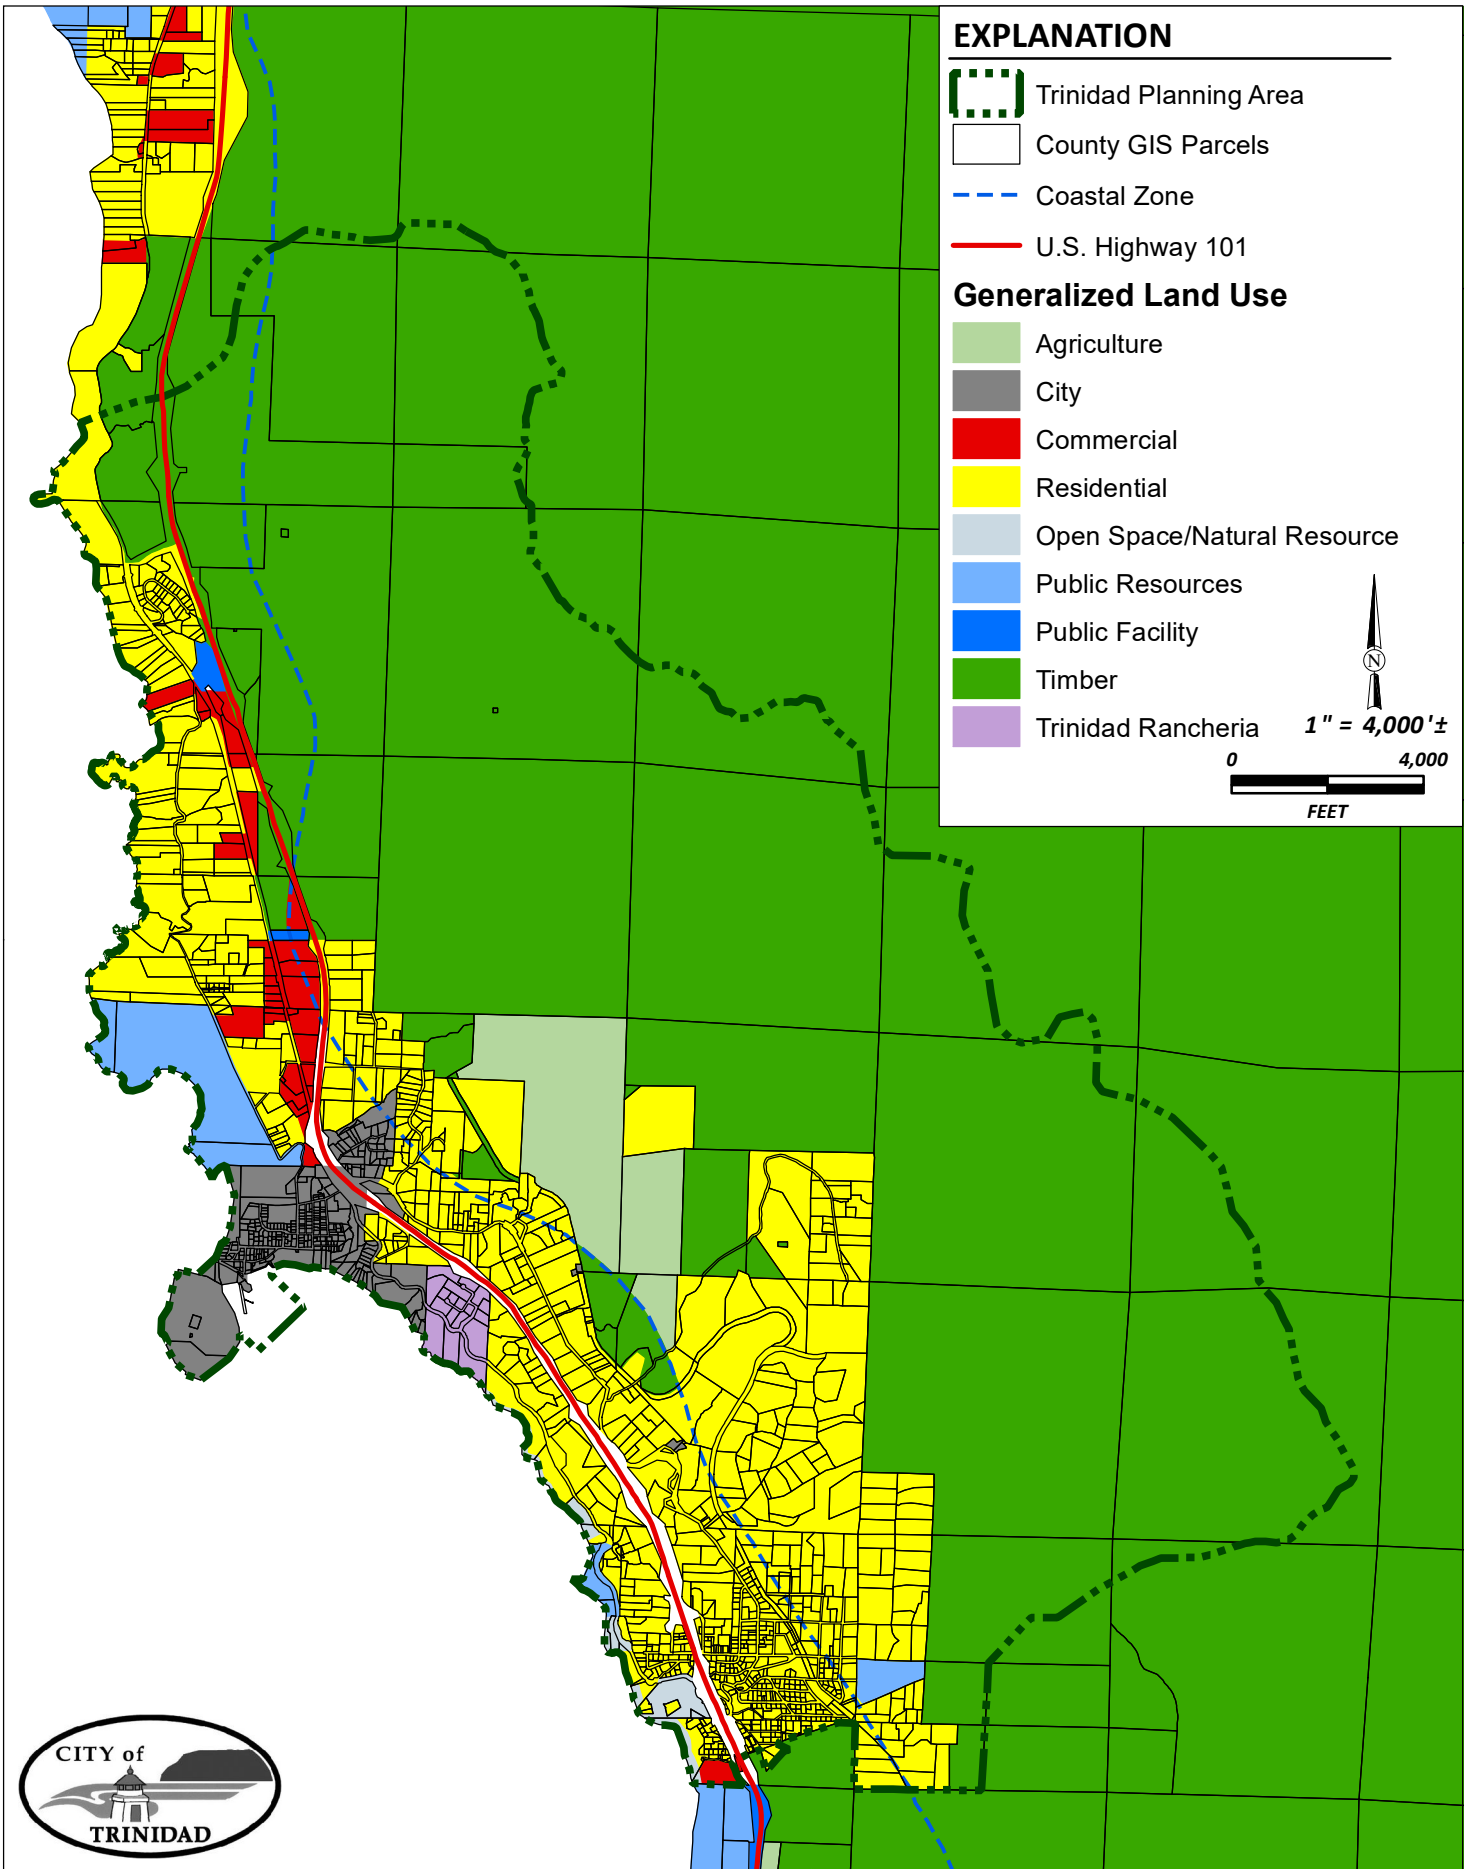 EXPLANATION
Trinidad Planning Area
County GIS Parcels
Coastal Zone
U.S. Highway 101
Generalized Land Use
Agriculture
City
Commercial
Residential
Open Space/Natural Resource
Public Resources
Public Facility
Timber
Trinidad Rancheria
N
1" = 4,000'±
0 4,000
FEET
CITY of
TRINIDAD